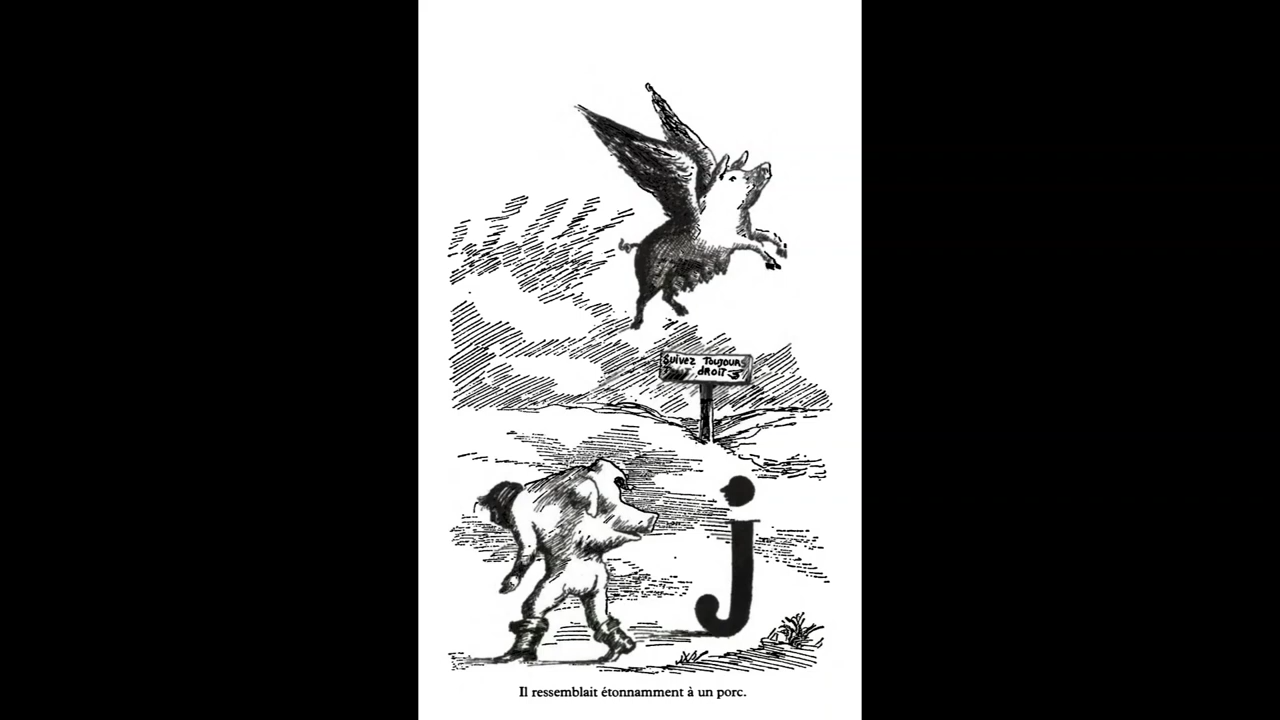 Suivez Toujours
droit
j
Il ressemblait étonnamment à un porc.